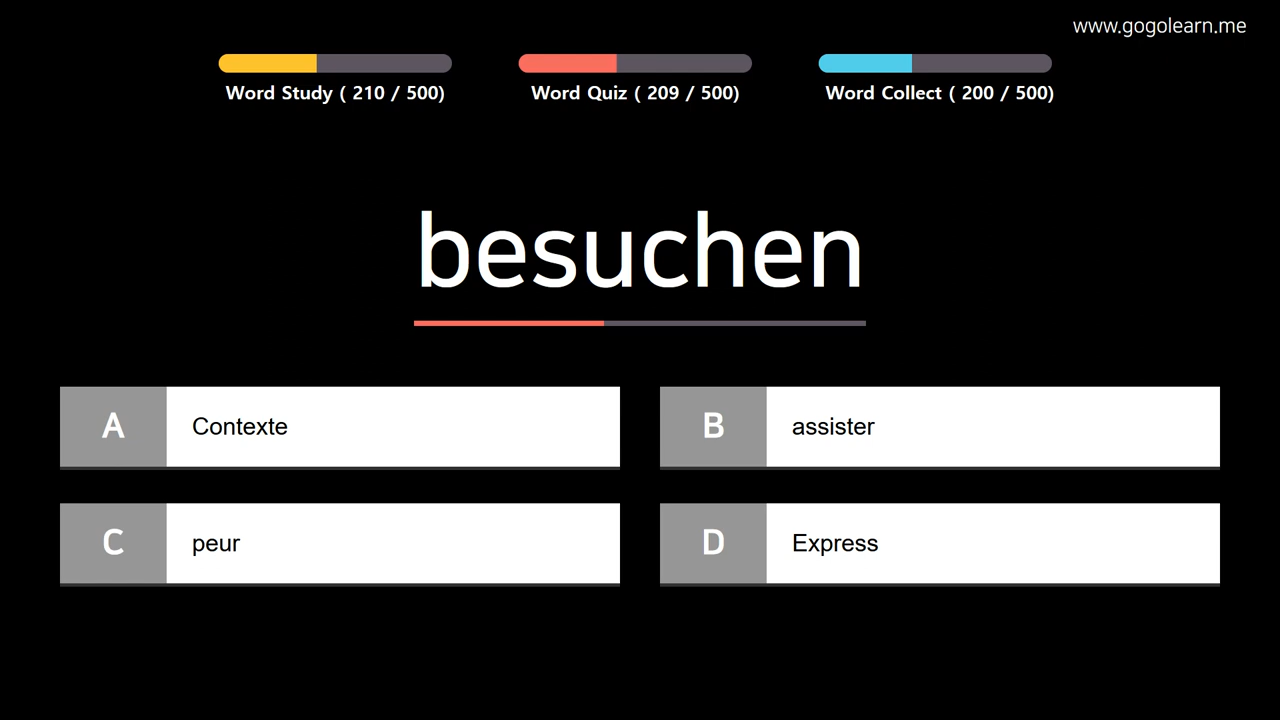 www.gogolearn.me
Word Study ( 210 / 500)
Word Quiz ( 209 / 500)
Word Collect ( 200 / 500)
besuchen
A
Contexte
B
assister
C
peur
D
Express